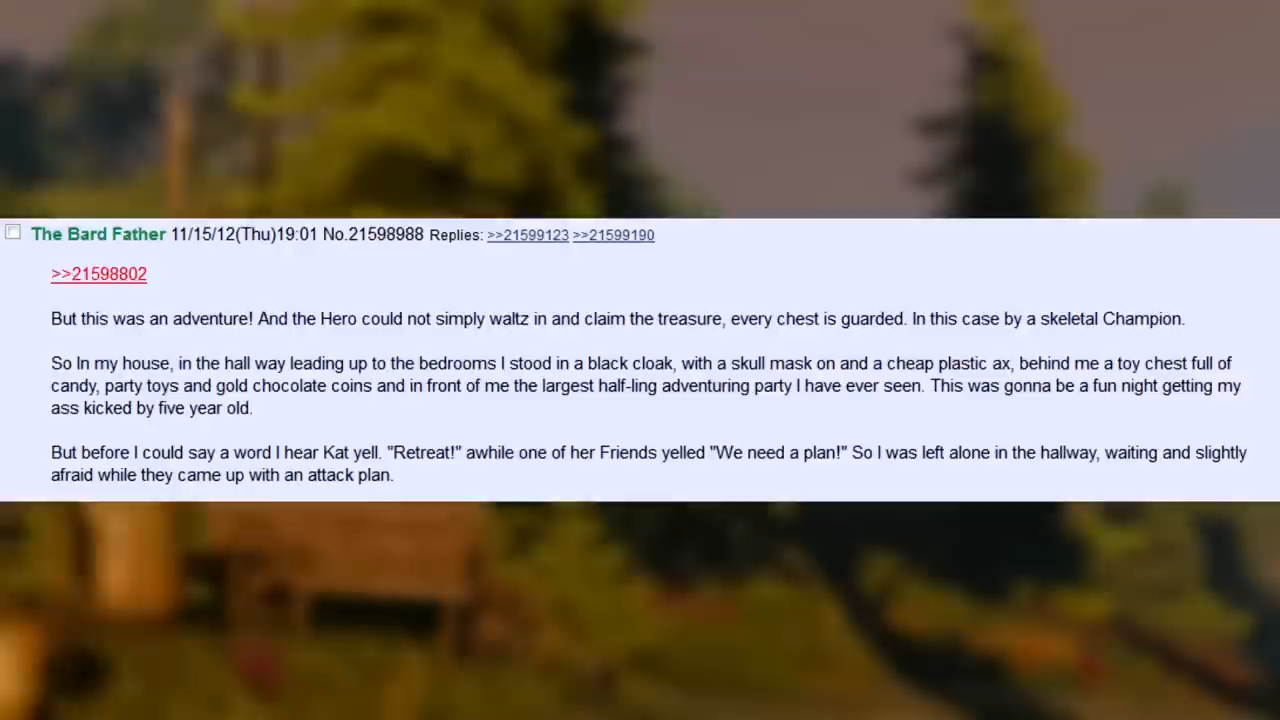 The Bard Father 11/15/12(Thu)19:01 No.21598988 Replies: >>21599123 >>21599190
>>21598802
But this was an adventure! And the Hero could not simply waltz in and claim the treasure, every chest is guarded. In this case by a skeletal Champion.
So In my house, in the hall way leading up to the bedrooms I stood in a black cloak, with a skull mask on and a cheap plastic ax, behind me a toy chest full of
candy, party toys and gold chocolate coins and in front of me the largest half-ling adventuring party I have ever seen. This was gonna be a fun night getting my
ass kicked by five year old.
But before I could say a word I hear Kat yell. "Retreat!" awhile one of her Friends yelled "We need a plan!" So I was left alone in the hallway, waiting and slightly
afraid while they came up with an attack plan.